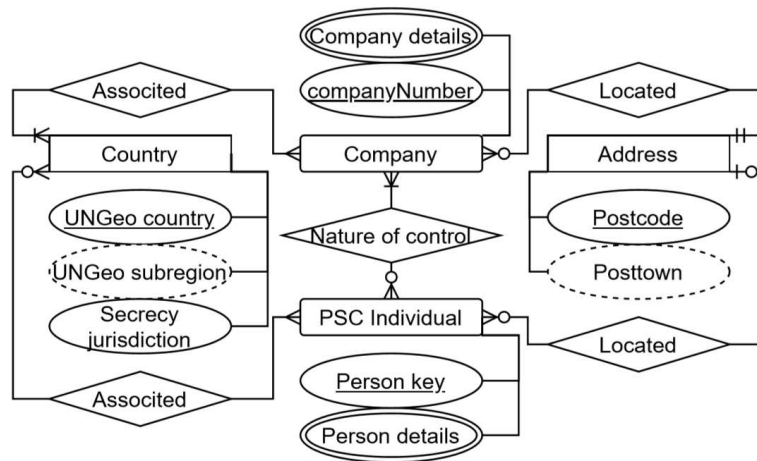 Company details
Associted
companyNumber
Located
Country
Company
Address
UNGeo country
Nature of control
Postcode
UNGeo subregion
Posttown
Secrecy
jurisdiction
PSC Individual
Located
Associted
Person key
Person details